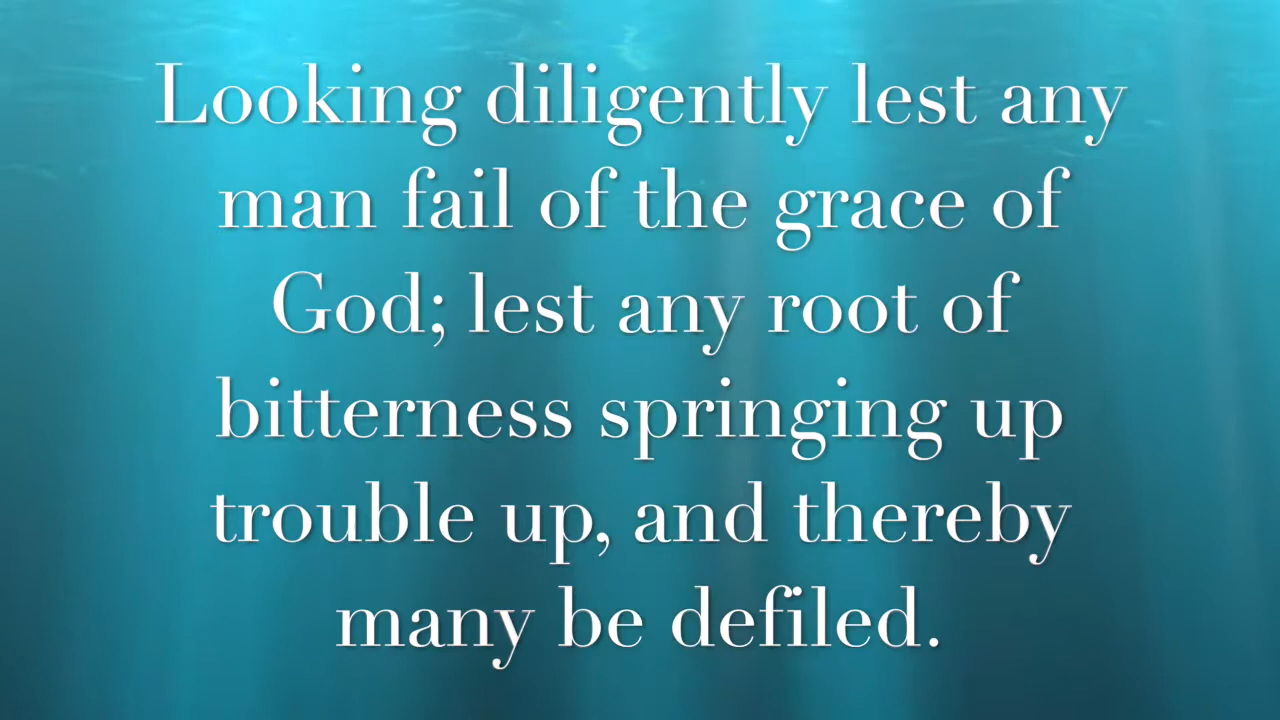 Looking diligently lest any
man fail of the grace of
God; lest any root of
bitterness springing up
trouble up, and thereby
many be defiled.